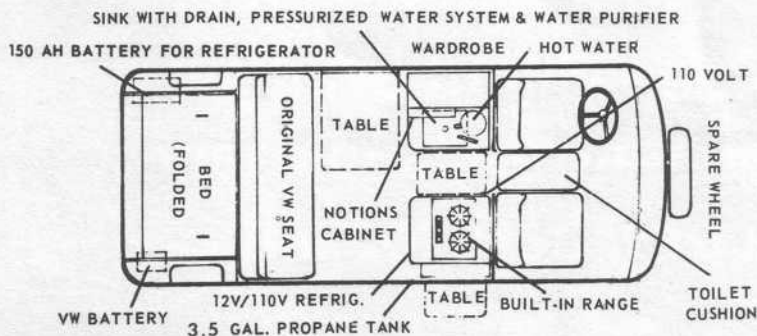 SINK WITH DRAIN, PRESSURIZED WATER SYSTEM & WATER PURIFIER
150 AH BATTERY FOR REFRIGERATOR
WARDROBE
HOT WATER
110 VOLT
ORIGINAL VW SEAT
TABLE
BED
(FOLDED)
TABLE
SPARE WHEEL
NOTIONS
CABINET
12V/110V REFRIG.
TABLE
BUILT-IN RANGE
TOILET
CUSHION
VW BATTERY
3.5 GAL. PROPANE TANK